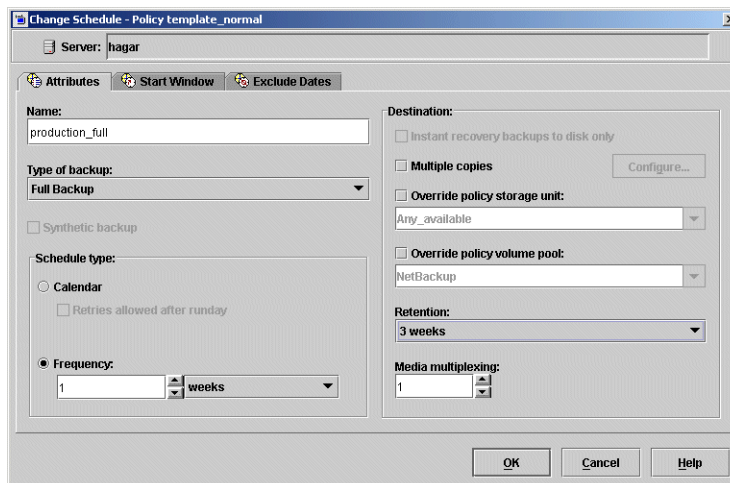 Change Schedule - Policy template_normal
Server: hagar
Attributes
Start Window
Exclude Dates
Name:
production_full
Type of backup:
Full Backup
Synthetic backup
Schedule type:
Calendar
Retries allowed after runday
Frequency:
1 weeks
Destination:
Instant recovery backups to disk only
Multiple copies
Configure...
Override policy storage unit:
Any_available
Override policy volume pool:
NetBackup
Retention:
3 weeks
Media multiplexing:
1
OK
Cancel
Help